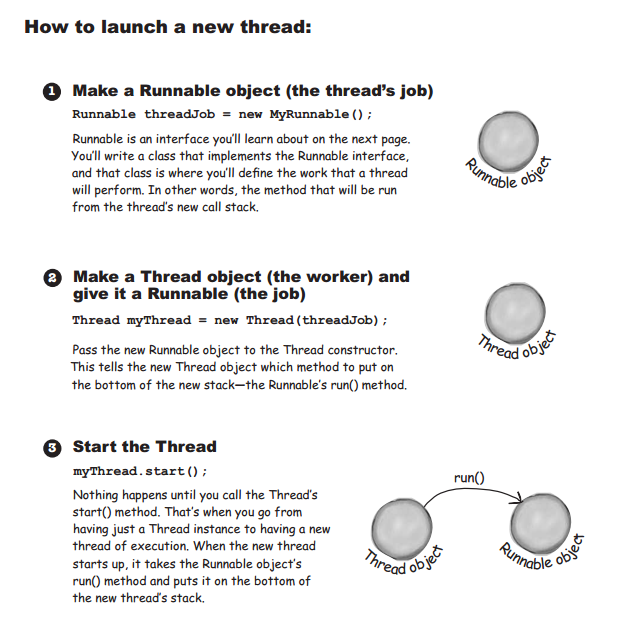 How to launch a new thread:
1 Make a Runnable object (the thread's job)
Runnable threadJob = new MyRunnable();
Runnable is an interface you'll learn about on the next page.
You'll write a class that implements the Runnable interface,
and that class is where you'll define the work that a thread
will perform. In other words, the method that will be run
from the thread's new call stack.
Runnable object
2 Make a Thread object (the worker) and
give it a Runnable (the job)
Thread myThread = new Thread(threadJob);
Pass the new Runnable object to the Thread constructor.
This tells the new Thread object which method to put on
the bottom of the new stack—the Runnable's run() method.
Thread object
3 Start the Thread
myThread.start();
Nothing happens until you call the Thread's
start() method. That's when you go from
having just a Thread instance to having a new
thread of execution. When the new thread
starts up, it takes the Runnable object's
run() method and puts it on the bottom of
the new thread's stack.
run()
Thread object
Runnable object